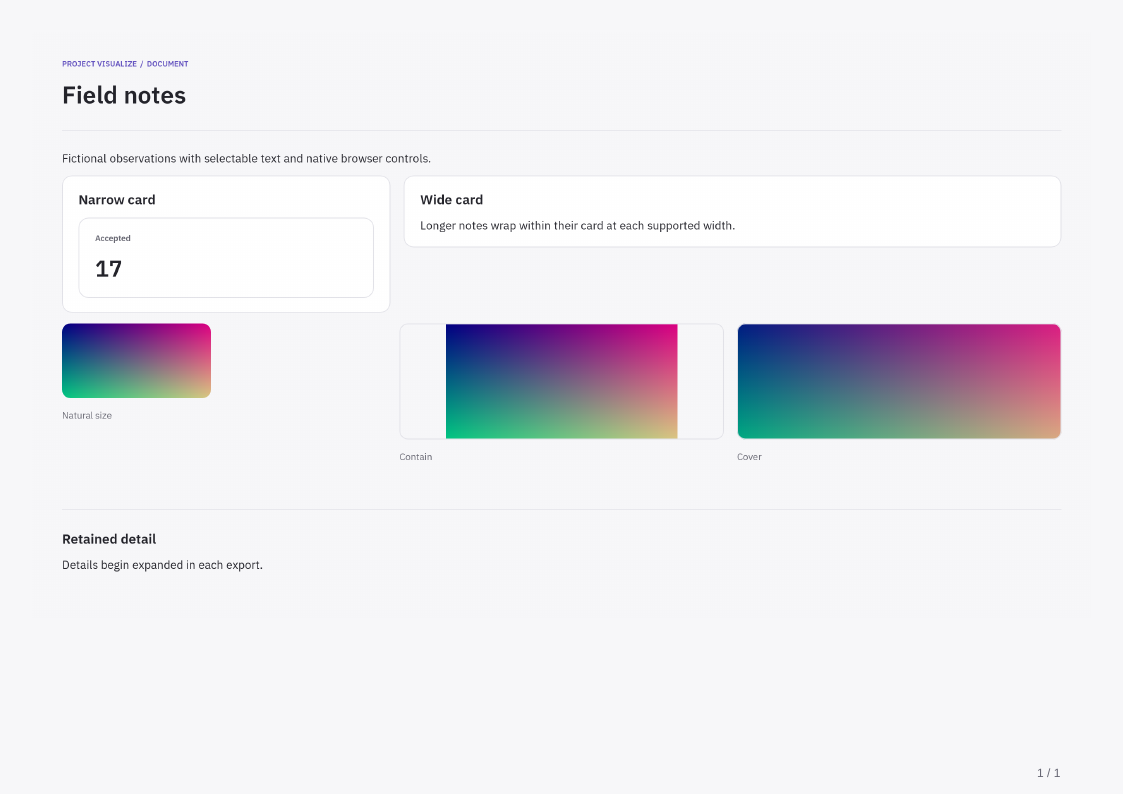 PROJECT VISUALIZE / DOCUMENT
Field notes
Fictional observations with selectable text and native browser controls.
Narrow card
Accepted
17
Wide card
Longer notes wrap within their card at each supported width.
Natural size
Contain
Cover
Retained detail
Details begin expanded in each export.
1 / 1